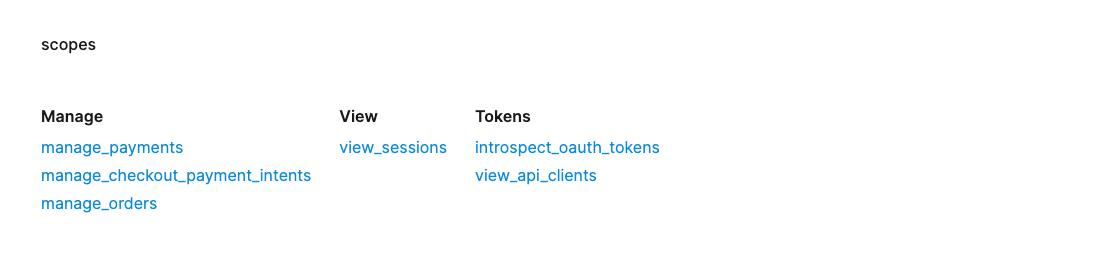 scopes
Manage
manage_payments
manage_checkout_payment_intents
manage_orders
View
view_sessions
Tokens
introspect_oauth_tokens
view_api_clients